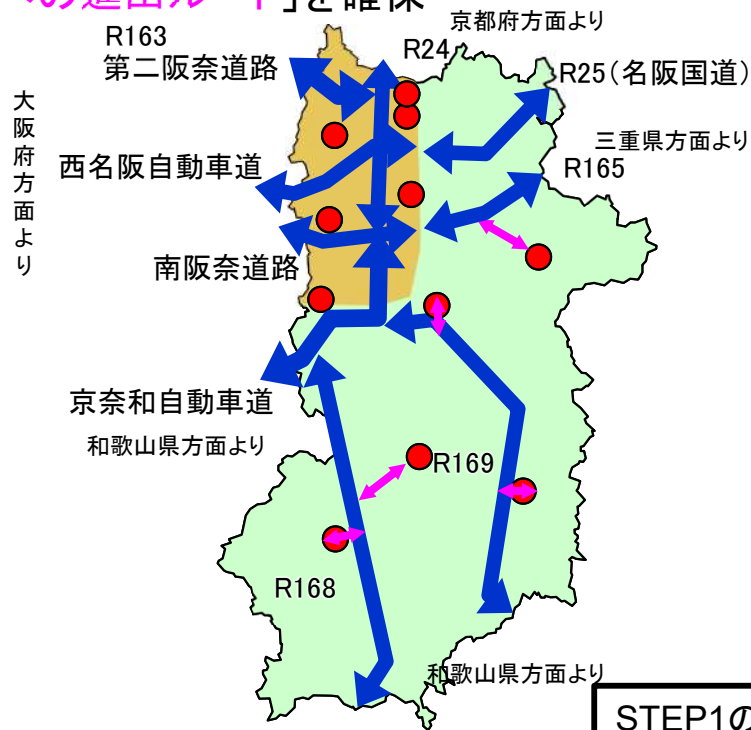 の進出ルート」を確保
京都府方面より
R163
R24
第二阪奈道路
R25(名阪国道)
大阪府方面より
三重県方面より
西名阪自動車道
R165
南阪奈道路
京奈和自動車道
和歌山県方面より
R169
R168
和歌山県方面より
STEP1の